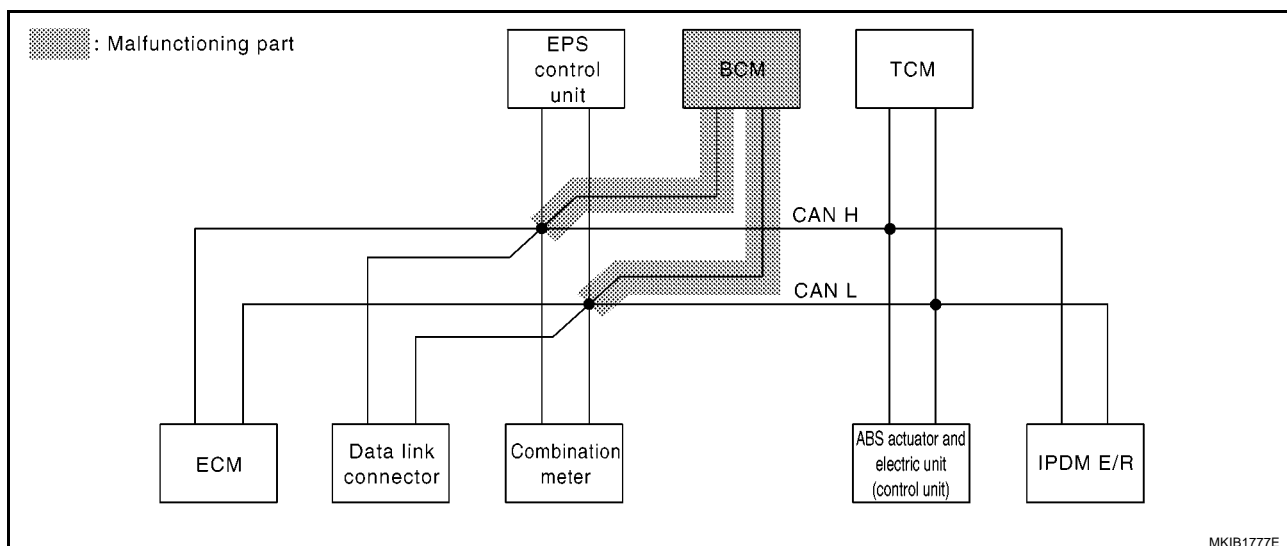 : Malfunctioning part
EPS
control
unit
BCM
TCM
CAN H
CAN L
ECM
Data link
connector
Combination
meter
ABS actuator and
electric unit
(control unit)
IPDM E/R
MKIB1777E